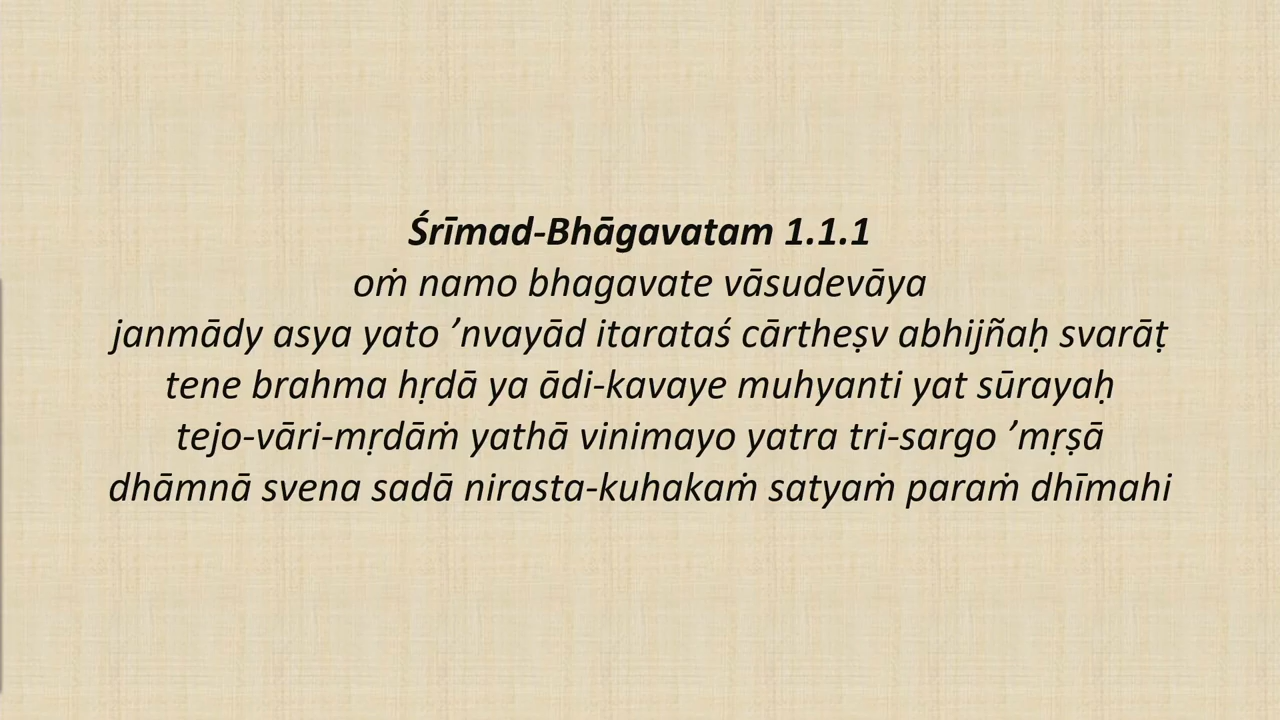 Śrīmad-Bhāgavatam 1.1.1
oṁ namo bhagavate vāsudevāya
janmādy asya yato ’nvayād itarataś cārtheṣv abhijñaḥ svarāṭ
tene brahma hṛdā ya ādi-kavaye muhyanti yat sūrayaḥ
tejo-vāri-mṛdāṁ yathā vinimayo yatra tri-sargo ’mṛṣā
dhāmnā svena sadā nirasta-kuhakaṁ satyaṁ paraṁ dhīmahi